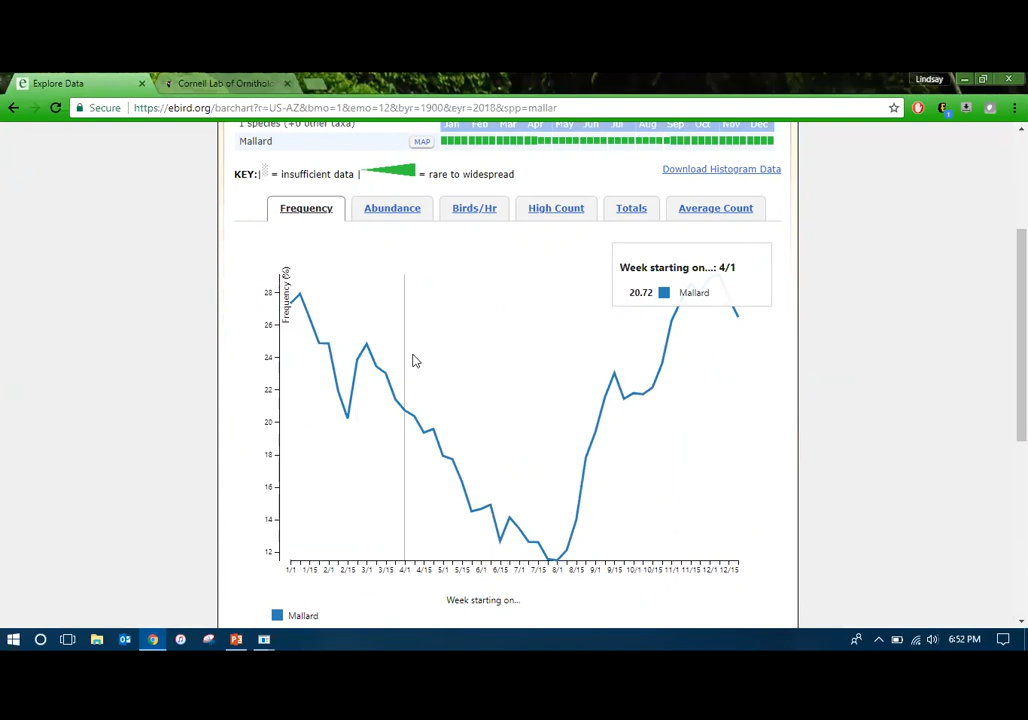 Explore Data
Cornell Lab of Ornitholo
Lindsay
Secure
https://ebird.org/barchart?r=US-AZ&bmo=1&emo=12&byr=1900&eyr=2018&spp=mallar
1 species (+0 other taxa)
Jan Feb Mar Apr May Jun Jul Aug Sep Oct Nov Dec
Mallard MAP
KEY:| = insufficient data | = rare to widespread
Download Histogram Data
Frequency Abundance Birds/Hr High Count Totals Average Count
Week starting on...: 4/1
20.72 Mallard
Frequency (%)
28
26
24
22
20
18
16
14
12
1/1 1/15 2/1 2/15 3/1 3/15 4/1 4/15 5/1 5/15 6/1 6/15 7/1 7/15 8/1 8/15 9/1 9/15 10/1 10/15 11/1 11/15 12/1 12/15
Week starting on...
Mallard
6:52 PM